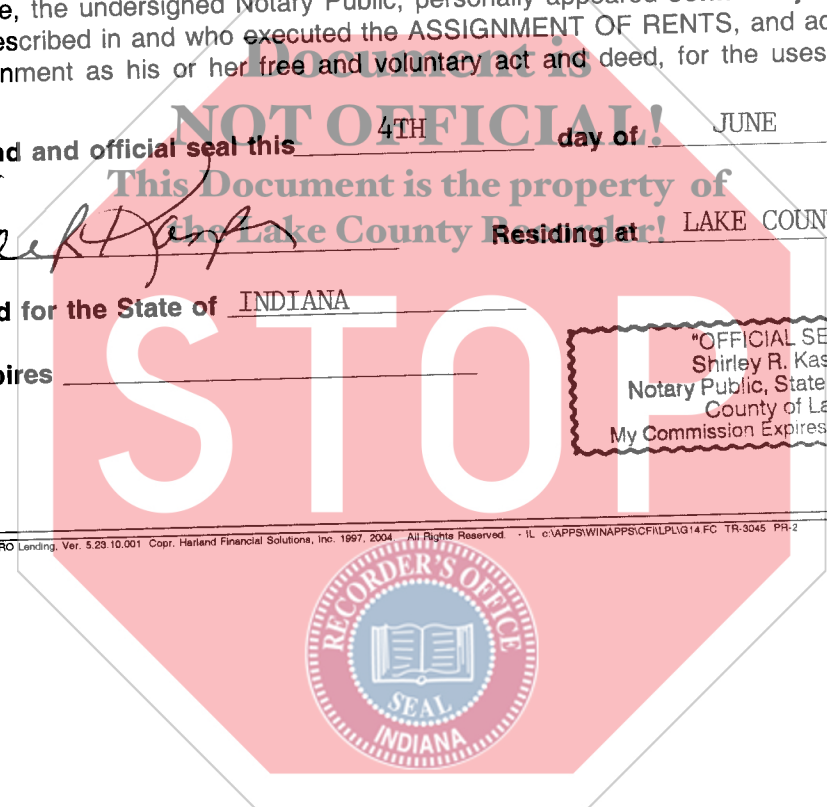 e, the undersigned Notary Public, personally appeared
escribed in and who executed the ASSIGNMENT OF RENTS, and ac
Document is
nment as his or her free and voluntary act and deed, for the uses
NOT OFFICIAL!
nd and official seal this 4TH day of JUNE
This Document is the property of
the Lake County Recorder!
Residing at LAKE COUN
d for the State of INDIANA
STOP
pires
"OFFICIAL SE
Shirley R. Kas
Notary Public, State
County of La
My Commission Expires
RO Lending, Ver. 5.23.10.001 Copr. Harland Financial Solutions, Inc. 1997, 2004. All Rights Reserved. - IL c:\APPS\WINAPPS\CFI\LPL\G14.FC TR-3045 PR-2
RECORDER'S OFFICE
SEAL
INDIANA